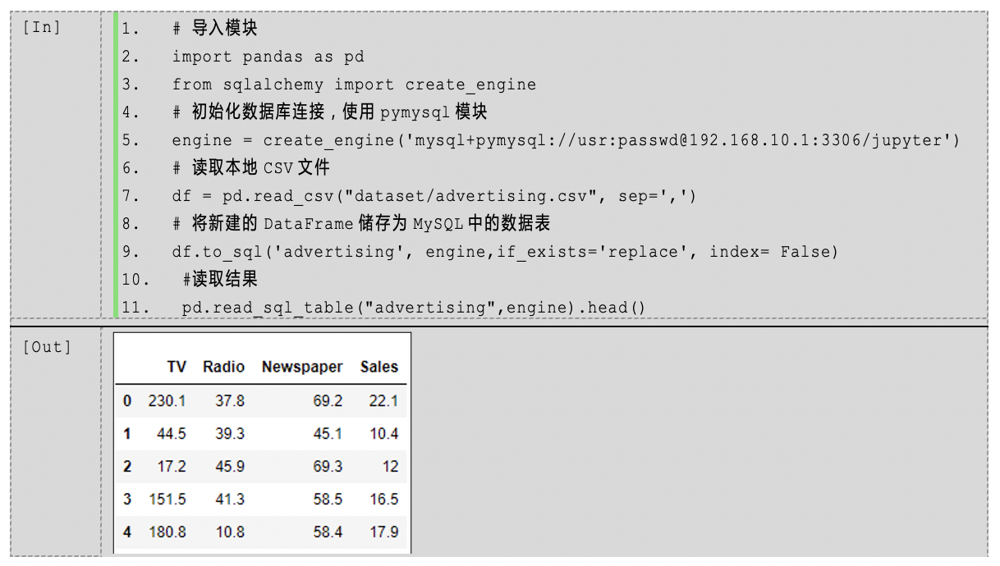 [In]
1. # 导入模块
2. import pandas as pd
3. from sqlalchemy import create_engine
4. # 初始化数据库连接,使用 pymysql 模块
5. engine = create_engine('mysql+pymysql://usr:passwd@192.168.10.1:3306/jupyter')
6. # 读取本地 CSV 文件
7. df = pd.read_csv("dataset/advertising.csv", sep=',')
8. # 将新建的 DataFrame 储存为 MySQL 中的数据表
9. df.to_sql('advertising', engine,if_exists='replace', index= False)
10. #读取结果
11. pd.read_sql_table("advertising",engine).head()
[Out]
TV Radio Newspaper Sales
0 230.1 37.8 69.2 22.1
1 44.5 39.3 45.1 10.4
2 17.2 45.9 69.3 12
3 151.5 41.3 58.5 16.5
4 180.8 10.8 58.4 17.9